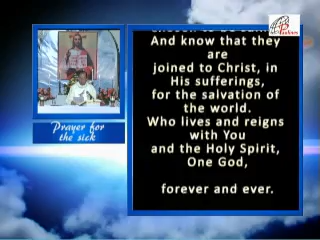 And know that they
are
joined to Christ, in
His sufferings,
for the salvation of
the world.
Who lives and reigns
with You
and the Holy Spirit,
One God,
forever and ever.
Prayer for
the sick